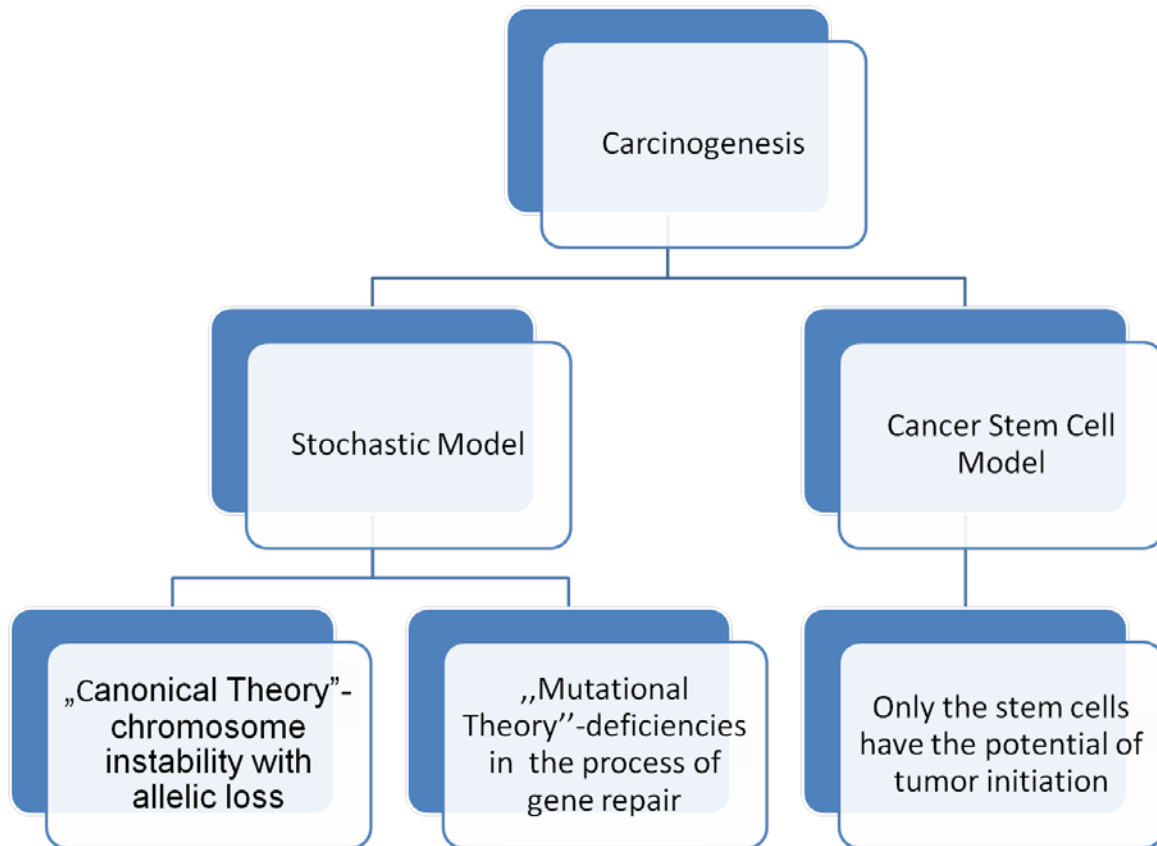 Carcinogenesis
Stochastic Model
Cancer Stem Cell
Model
„Canonical Theory”-
chromosome
instability with
allelic loss
,,Mutational
Theory’’-deficiencies
in the process of
gene repair
Only the stem cells
have the potential of
tumor initiation